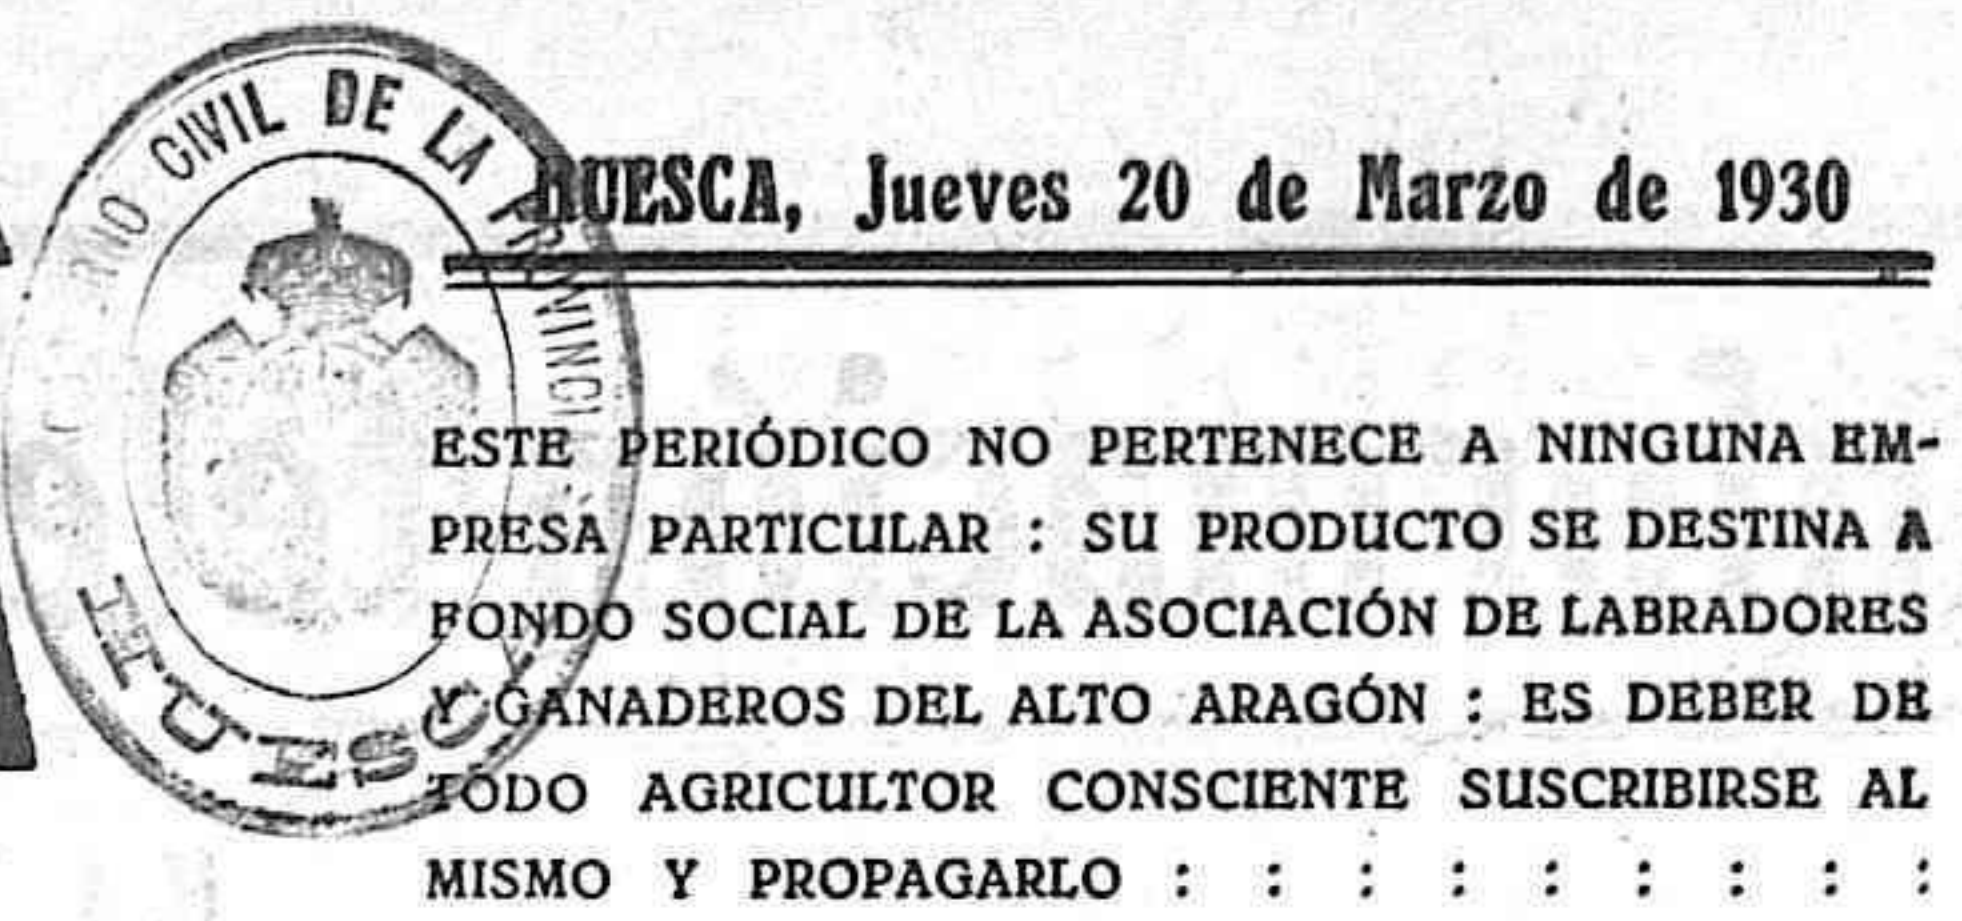 CIVIL DE LA PROVINCI
HUESCA
HUESCA, Jueves 20 de Marzo de 1930
ESTE PERIÓDICO NO PERTENECE A NINGUNA EM-
PRESA PARTICULAR : SU PRODUCTO SE DESTINA A
FONDO SOCIAL DE LA ASOCIACIÓN DE LABRADORES
Y GANADEROS DEL ALTO ARAGÓN : ES DEBER DE
TODO AGRICULTOR CONSCIENTE SUSCRIBIRSE AL
MISMO Y PROPAGARLO : : : : : : : : :